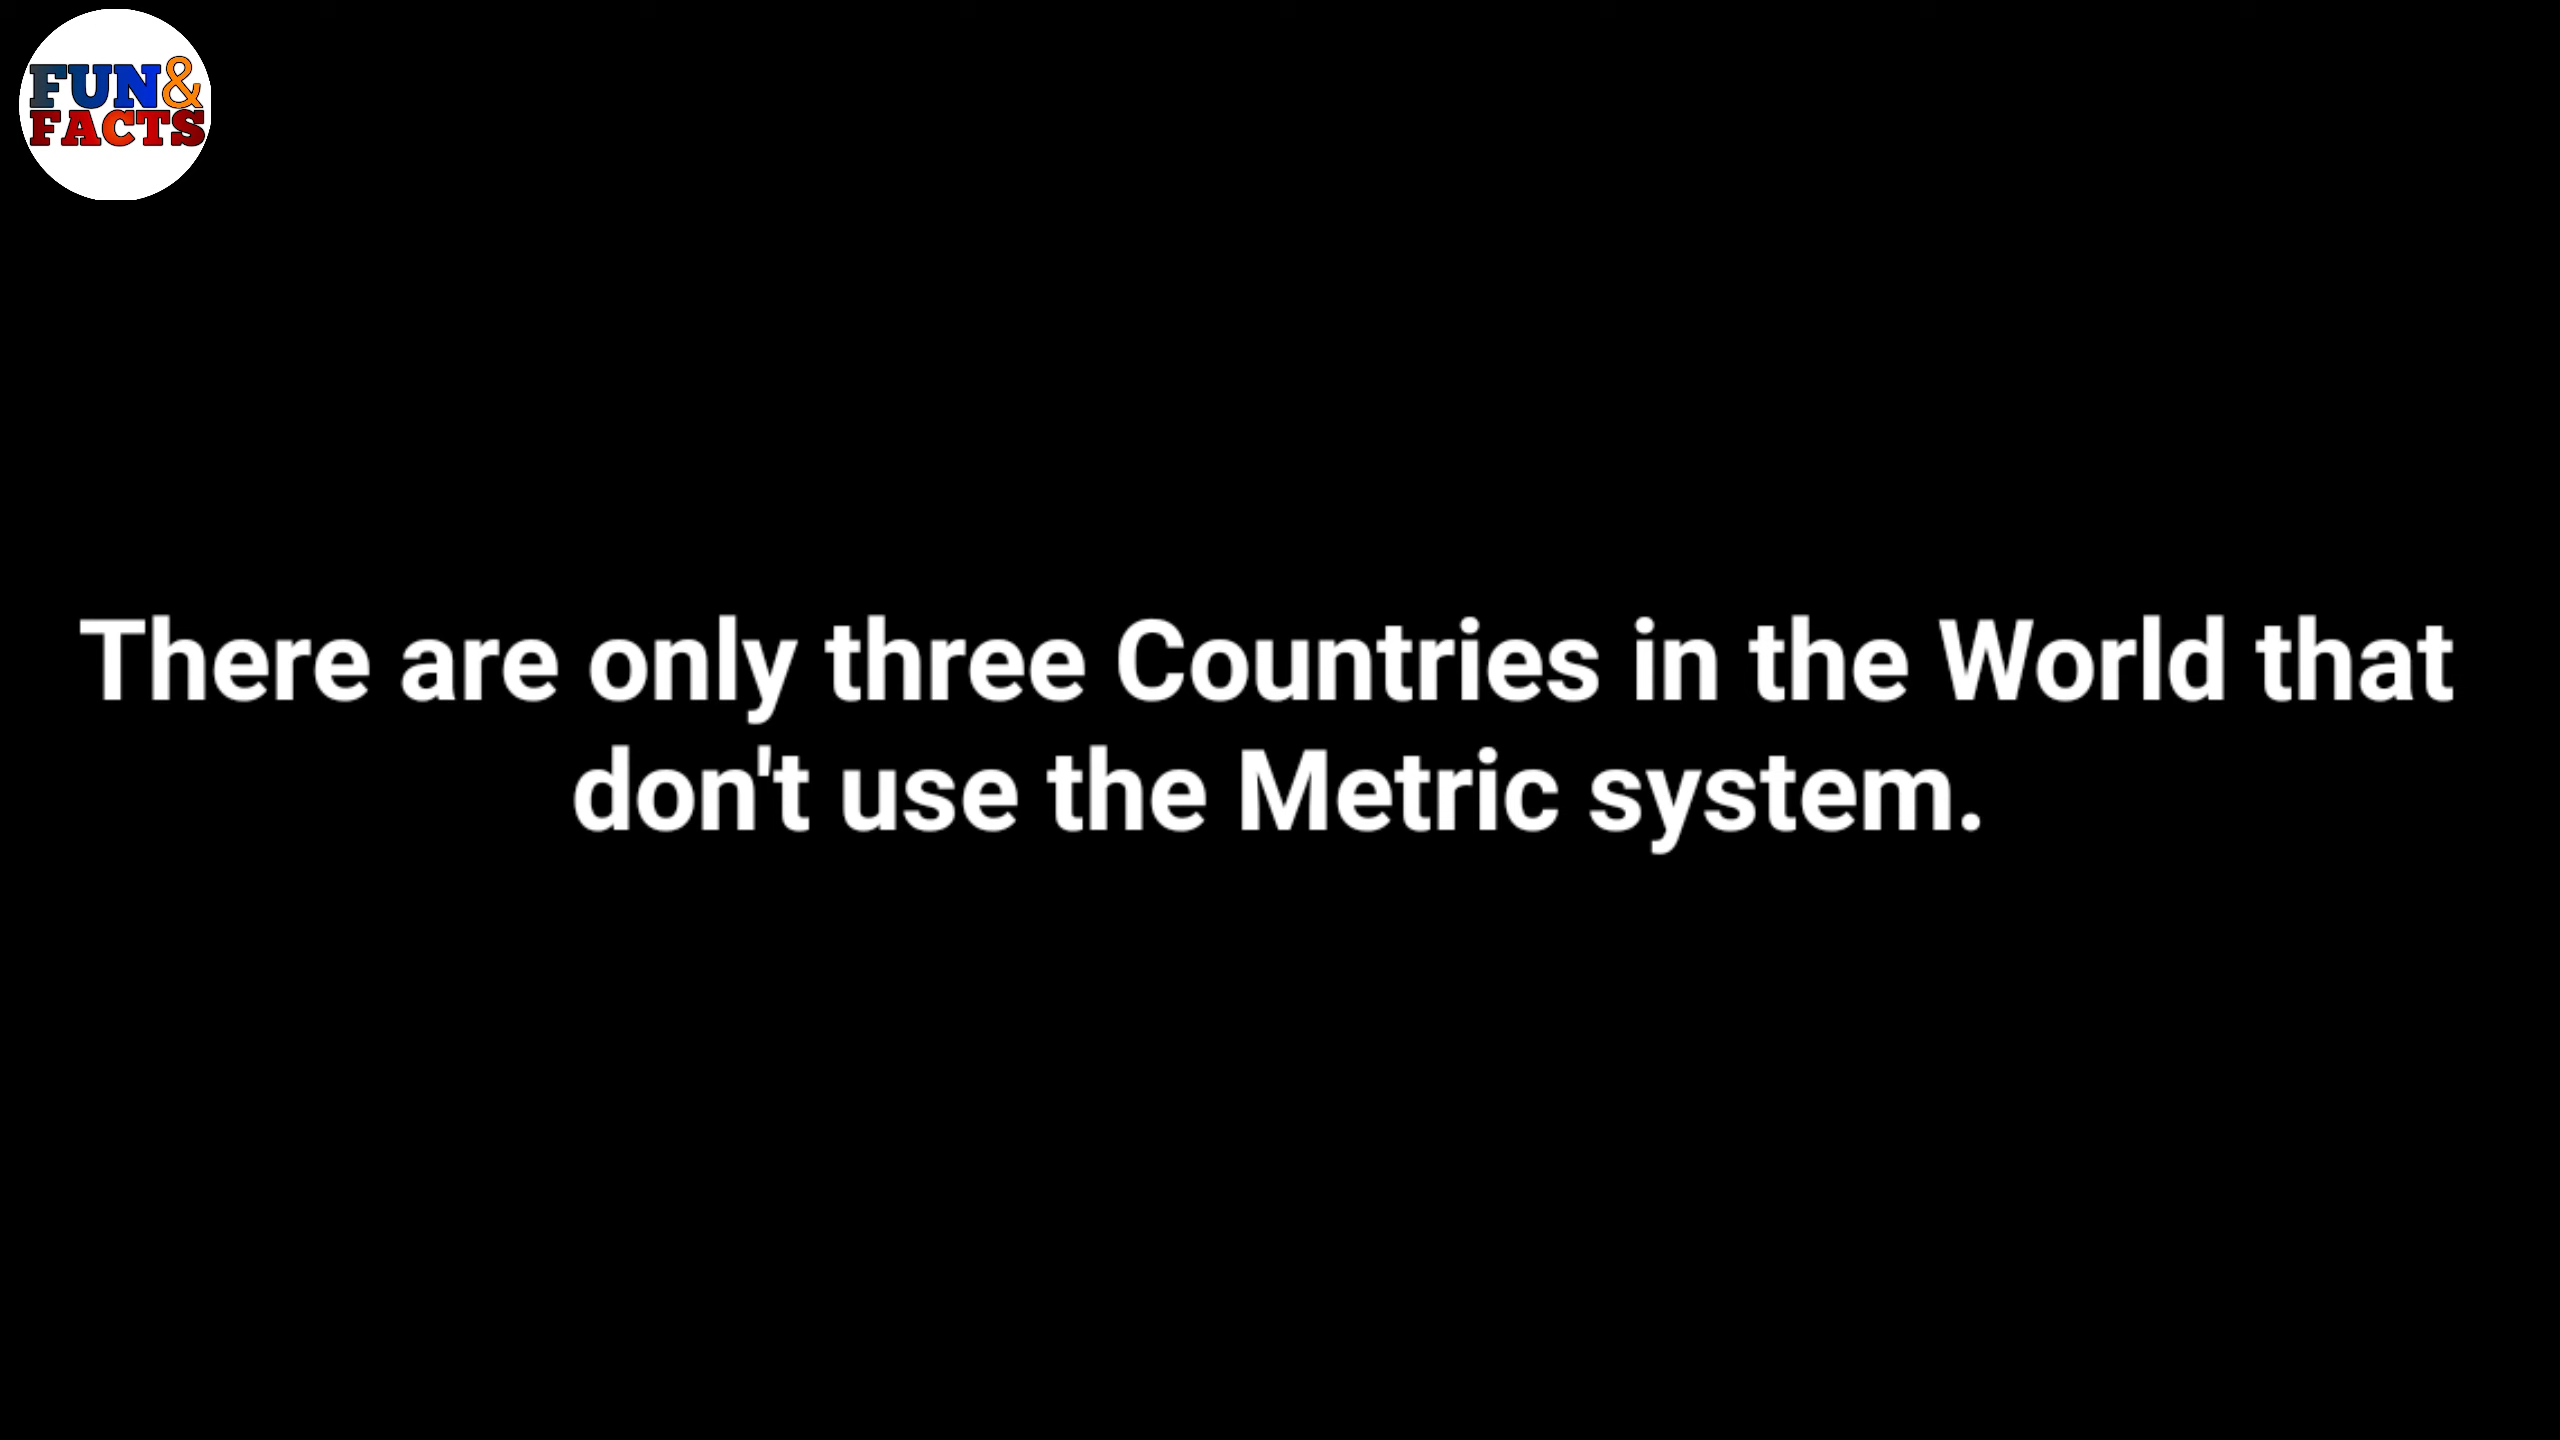 FUN&
FACTS
There are only three Countries in the World that
don't use the Metric system.